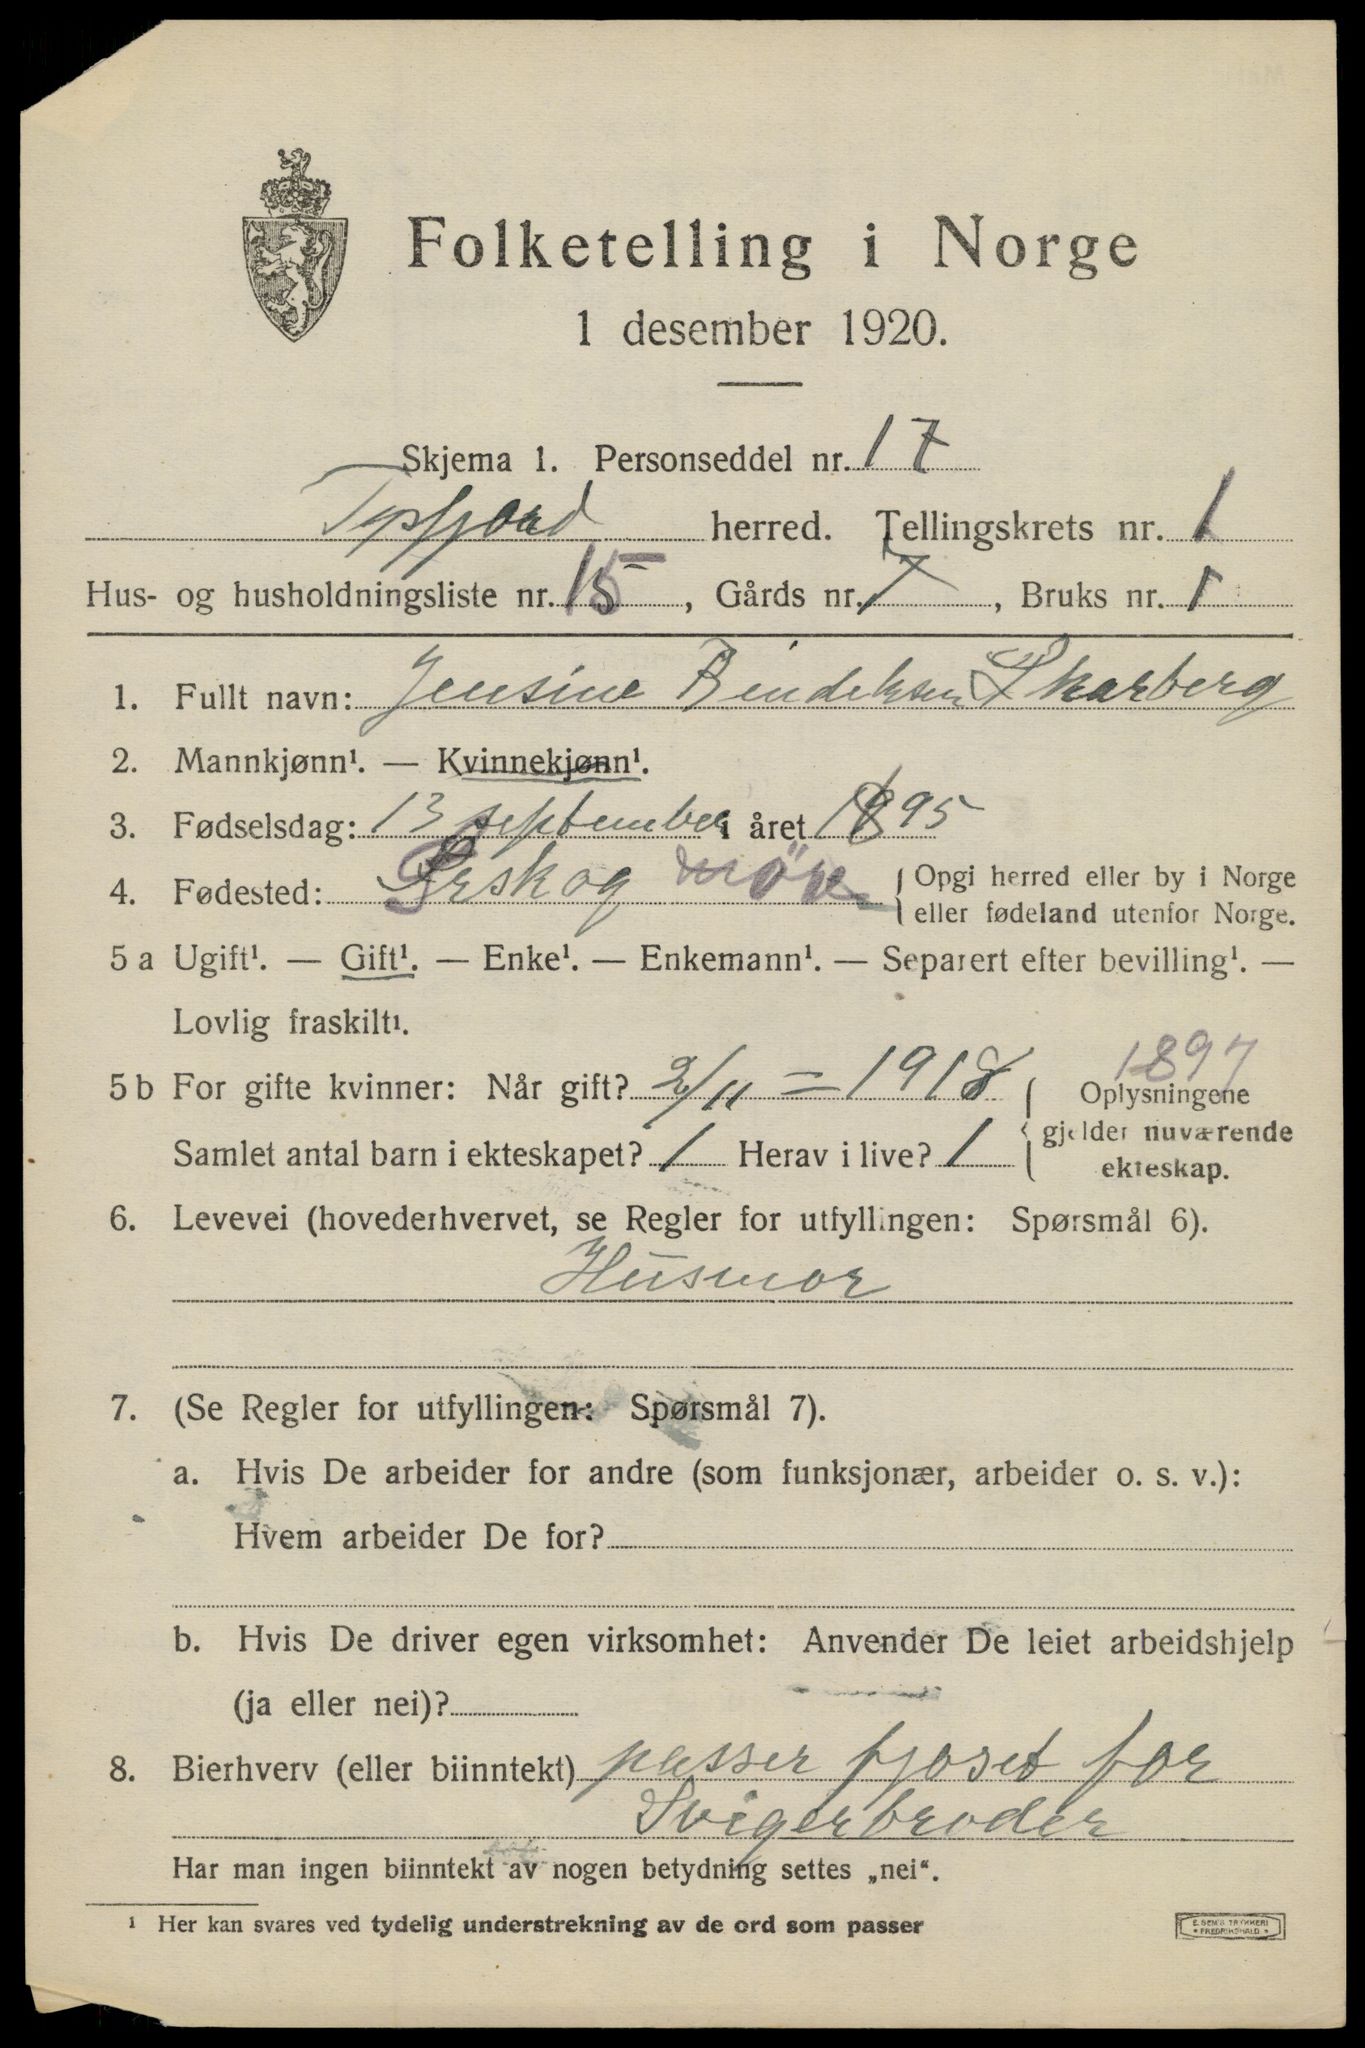 Folketelling i Norge
1 desember 1920.
Skjema 1. Personseddel nr. 17
Tysfjord herred. Tellingskrets nr. 1
Hus- og husholdningsliste nr. 15, Gårds nr. 7, Bruks nr. 1
1. Fullt navn: Jensine Bendeksen Skarberg
2. Mannkjønn¹. — Kvinnekjønn¹.
3. Fødselsdag: 13 september i året 1895
4. Fødested: Ørskog Möre { Opgi herred eller by i Norge
eller fødeland utenfor Norge.
5 a Ugift¹. — Gift¹. — Enke¹. — Enkemann¹. — Separert efter bevilling¹. —
Lovlig fraskilt¹.
1897
5 b For gifte kvinner: Når gift? 2/11 = 1918 { Oplysningene
gjelder nuværende
Samlet antal barn i ekteskapet? 1 Herav i live? 1
ekteskap.
6. Levevei (hovederhvervet, se Regler for utfyllingen: Spørsmål 6).
Husmor
7. (Se Regler for utfyllingen: Spørsmål 7).
a. Hvis De arbeider for andre (som funksjonær, arbeider o. s. v.):
Hvem arbeider De for?
b. Hvis De driver egen virksomhet: Anvender De leiet arbeidshjelp
(ja eller nei)?
8. Bierhverv (eller biinntekt) passer fjoset for
Svigerbroder
Har man ingen biinntekt av nogen betydning settes „nei“.
¹ Her kan svares ved tydelig understrekning av de ord som passer
E. SEM'S TRYKKERI
FREDRIKSHALD